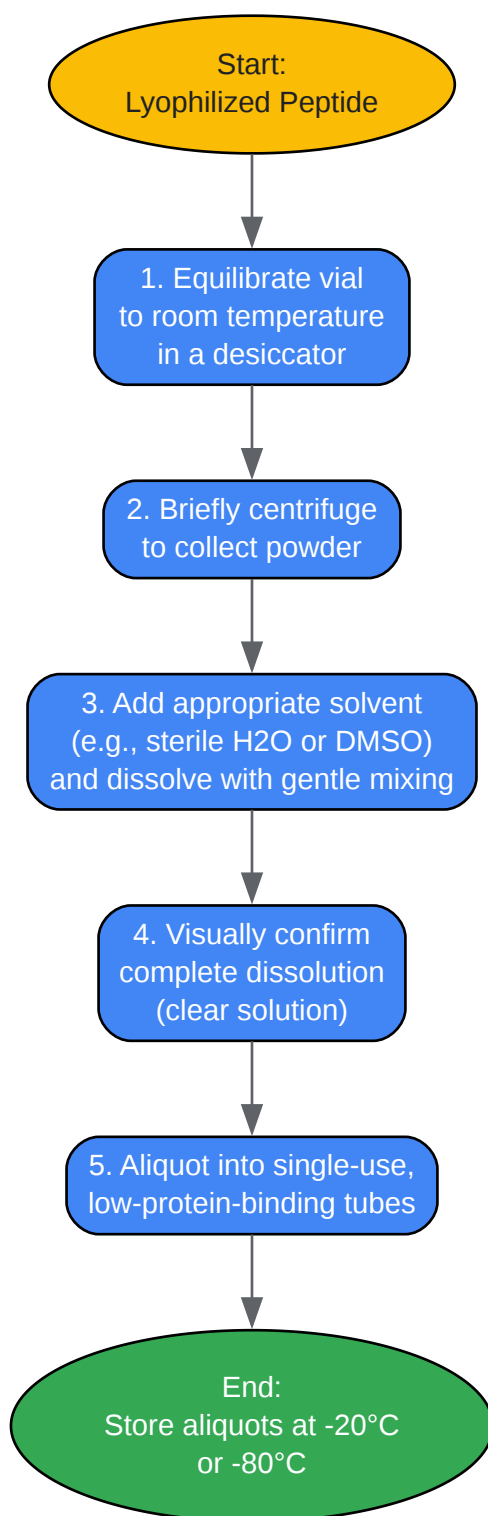 Start:
Lyophilized Peptide
1. Equilibrate vial
to room temperature
in a desiccator
2. Briefly centrifuge
to collect powder
3. Add appropriate solvent
(e.g., sterile H2O or DMSO)
and dissolve with gentle mixing
4. Visually confirm
complete dissolution
(clear solution)
5. Aliquot into single-use,
low-protein-binding tubes
End:
Store aliquots at -20°C
or -80°C